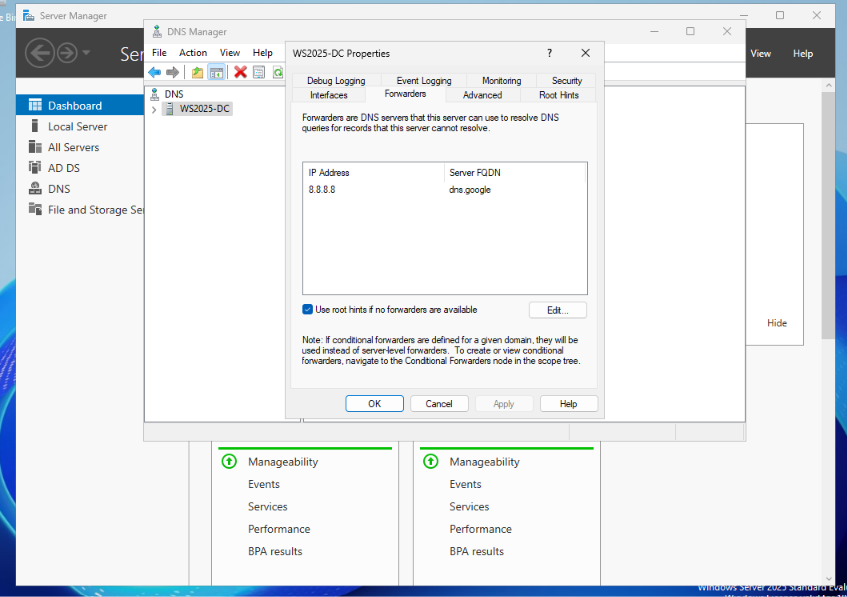 Server Manager
DNS Manager
File Action View Help
WS2025-DC Properties
?
View Help
Debug Logging Event Logging Monitoring Security
Interfaces Forwarders Advanced Root Hints
Forwarders are DNS servers that this server can use to resolve DNS
queries for records that this server cannot resolve.
IP Address Server FQDN
8.8.8.8 dns.google
Use root hints if no forwarders are available
Edit...
Note: If conditional forwarders are defined for a given domain, they will be
used instead of server-level forwarders. To create or view conditional
forwarders, navigate to the Conditional Forwarders node in the scope tree.
OK Cancel Apply Help
DNS
WS2025-DC
Dashboard
Local Server
All Servers
AD DS
DNS
File and Storage Se
Hide
Manageability
Events
Services
Performance
BPA results
Manageability
Events
Services
Performance
BPA results
Windows Server 2025 Standard Eval